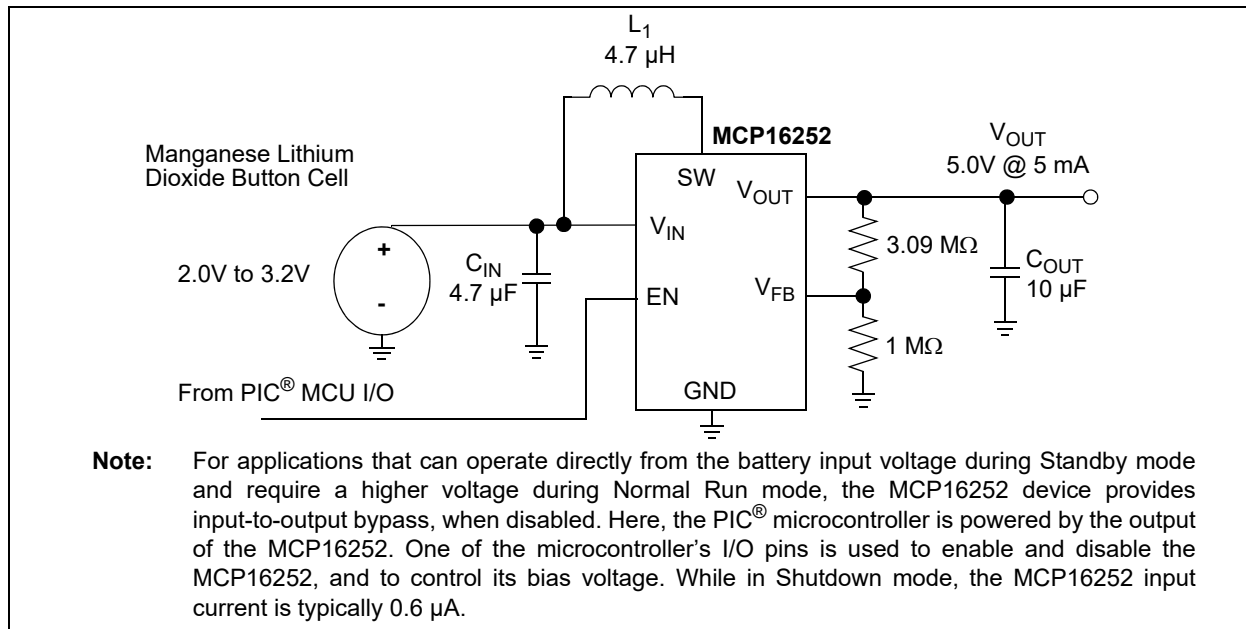 L1
4.7 µH
MCP16252
Manganese Lithium
Dioxide Button Cell
VOUT
5.0V @ 5 mA
SW
VOUT
VIN
3.09 MΩ
+
2.0V to 3.2V
-
CIN
4.7 µF
COUT
10 µF
EN
VFB
1 MΩ
From PIC® MCU I/O
GND
Note: For applications that can operate directly from the battery input voltage during Standby mode
and require a higher voltage during Normal Run mode, the MCP16252 device provides
input-to-output bypass, when disabled. Here, the PIC® microcontroller is powered by the output
of the MCP16252. One of the microcontroller's I/O pins is used to enable and disable the
MCP16252, and to control its bias voltage. While in Shutdown mode, the MCP16252 input
current is typically 0.6 µA.